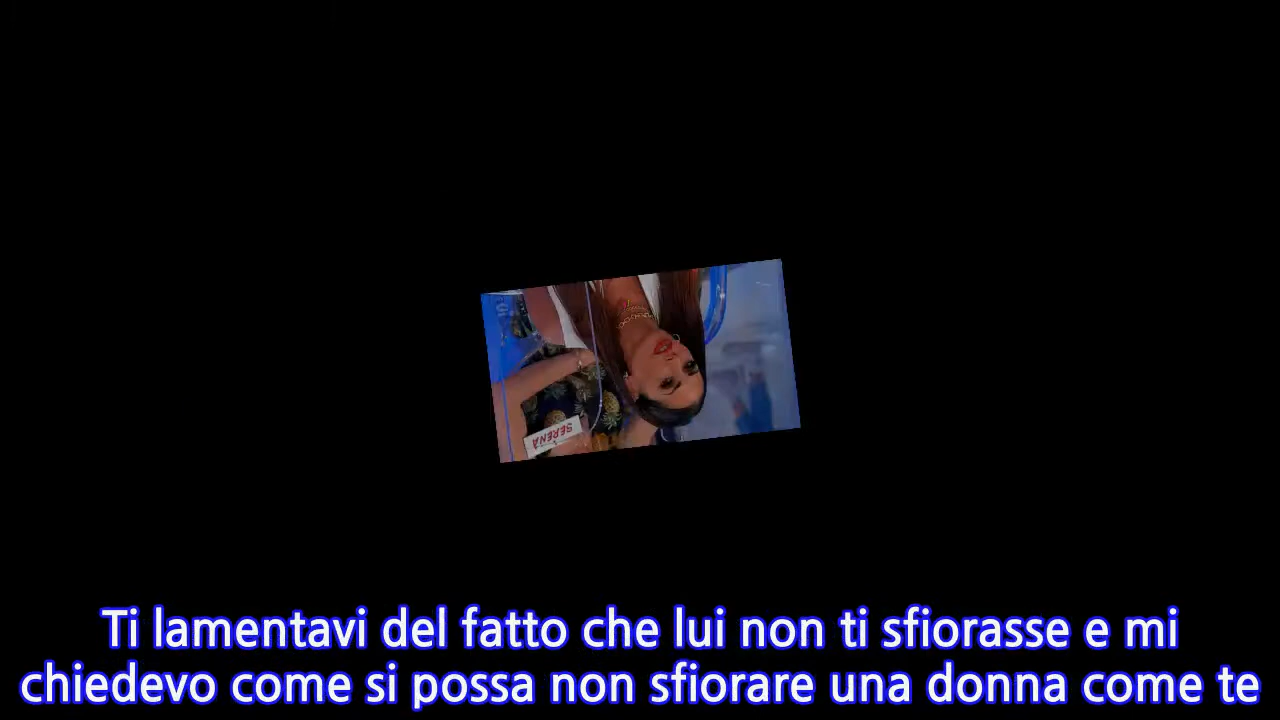 SERENA
Ti lamentavi del fatto che lui non ti sfiorasse e mi
chiedevo come si possa non sfiorare una donna come te